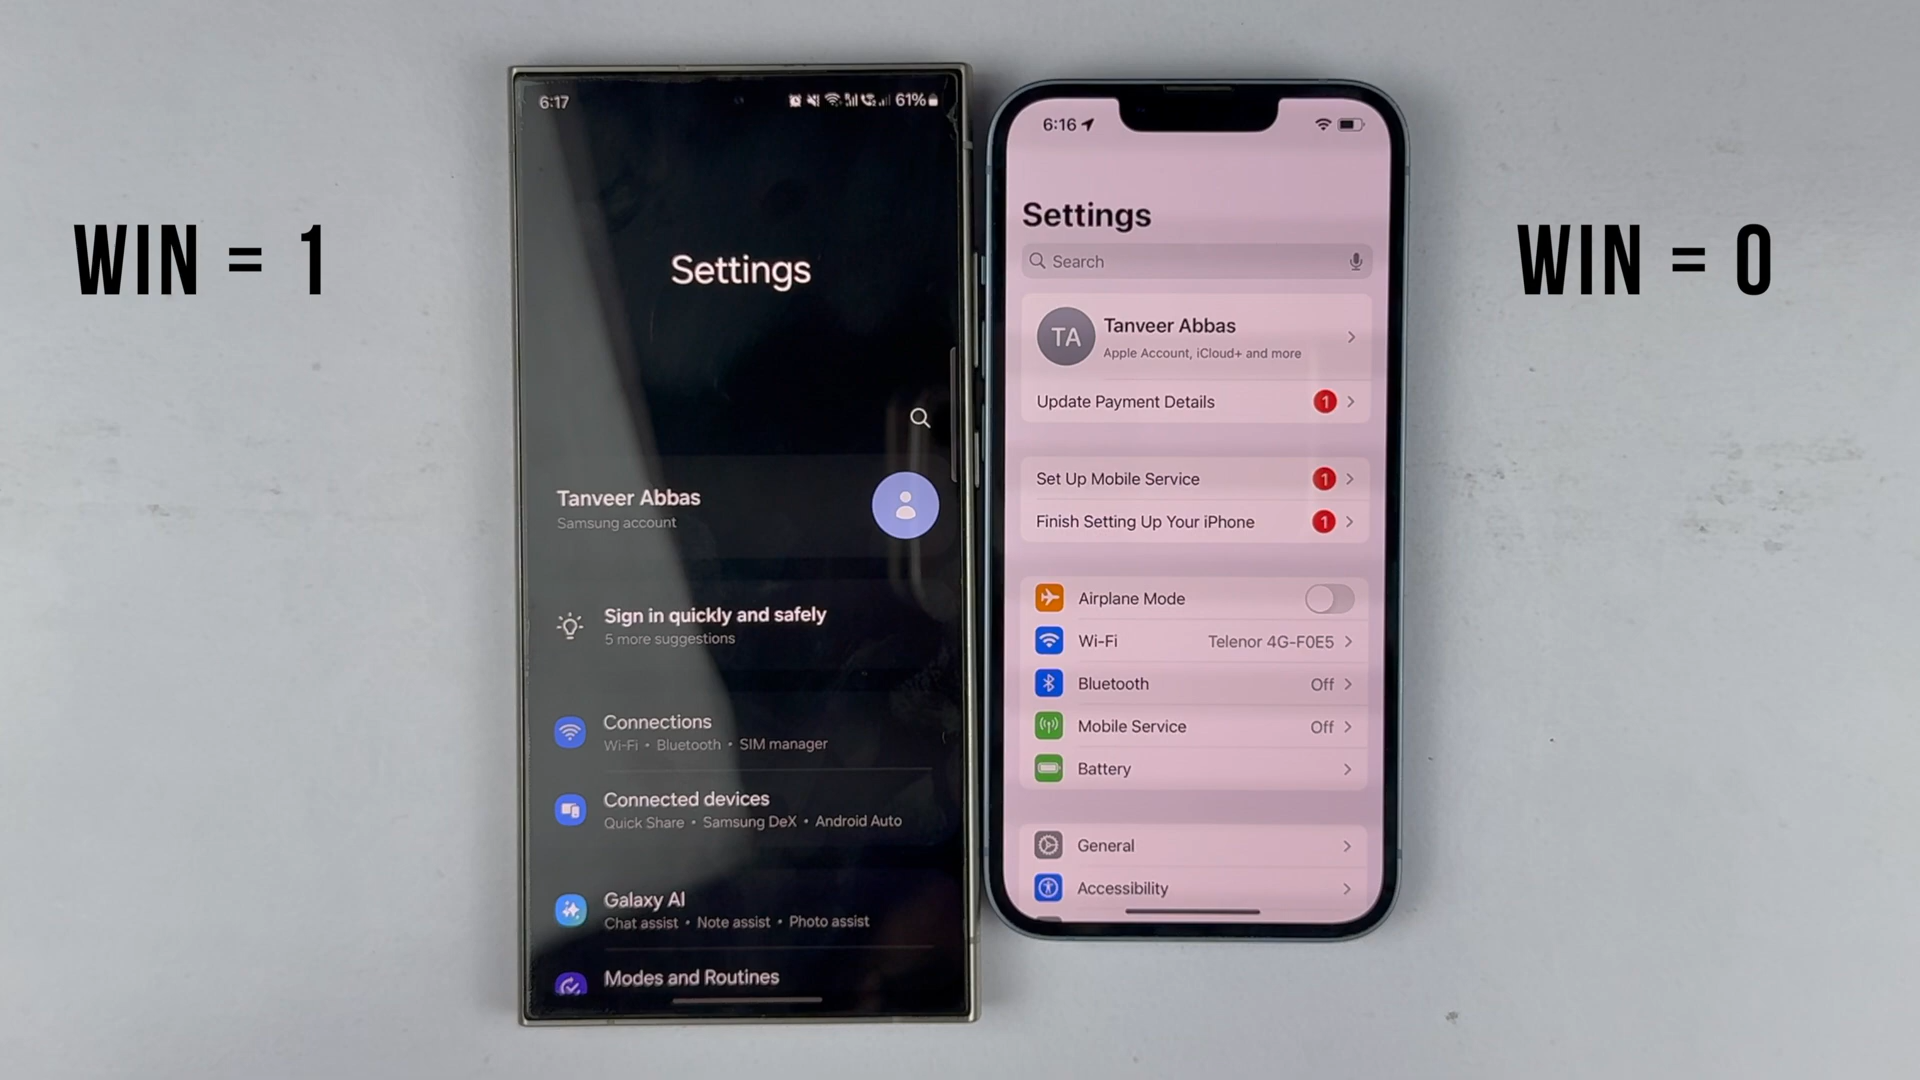 WIN = 1
6:17
61%
Settings
Tanveer Abbas
Samsung account
Sign in quickly and safely
5 more suggestions
Connections
Wi-Fi • Bluetooth • SIM manager
Connected devices
Quick Share • Samsung DeX • Android Auto
Galaxy AI
Chat assist • Note assist • Photo assist
Modes and Routines
6:16
Settings
Search
TA
Tanveer Abbas
Apple Account, iCloud+ and more
Update Payment Details 1
Set Up Mobile Service 1
Finish Setting Up Your iPhone 1
Airplane Mode
Wi-Fi Telenor 4G-F0E5
Bluetooth Off
Mobile Service Off
Battery
General
Accessibility
WIN = 0